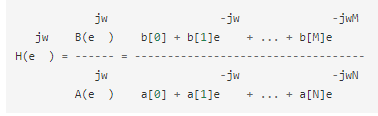 jw                  -jw              -jwM
   jw    B(e  )    b[0] + b[1]e    + ... + b[M]e
H(e  ) = ------ = ----------------------------------
            jw                  -jw              -jwN
         A(e  )    a[0] + a[1]e    + ... + a[N]e